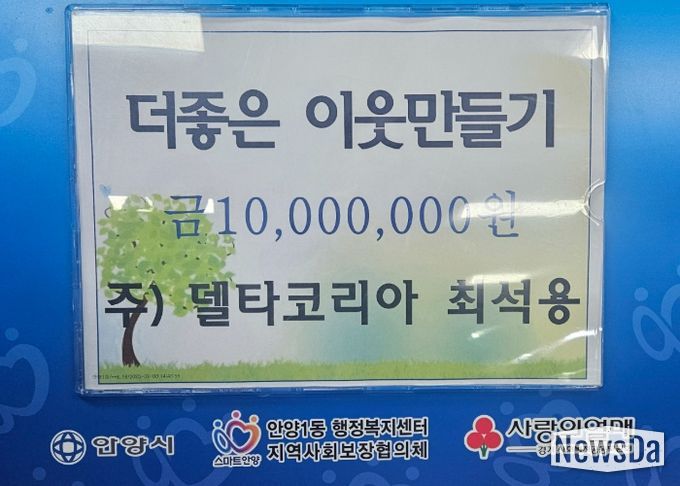 더좋은 이웃만들기
금10,000,000원
주) 델타코리아 최석용
안양시
스마트안양
안양1동 행정복지센터
지역사회보장협의체
사랑의열매
NewsDa